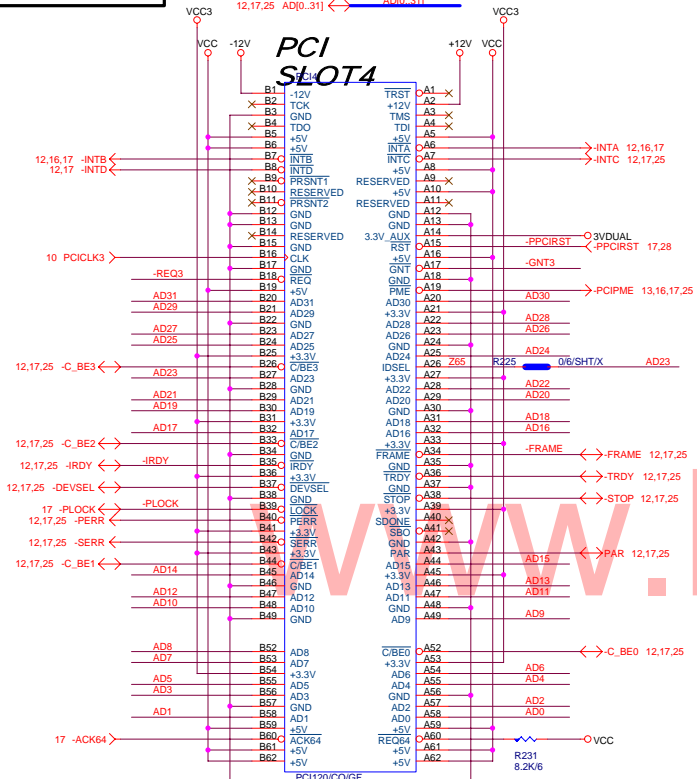 12,17,25 AD[0..31] AD[0..31]
VCC3 VCC3
VCC -12V +12V VCC
PCI
SLOT4
PCI4
B1 -12V TRST A1
B2 TCK +12V A2
B3 GND TMS A3
B4 TDO TDI A4
B5 +5V +5V A5
B6 +5V INTA A6 -INTA 12,16,17
12,16,17 -INTB B7 INTB INTC A7 -INTC 12,17,25
12,17 -INTD B8 INTD +5V A8
B9 PRSNT1 RESERVED A9
B10 RESERVED +5V A10
B11 PRSNT2 RESERVED A11
B12 GND GND A12
B13 GND GND A13
B14 RESERVED 3.3V_AUX A14 3VDUAL
B15 GND RST A15 -PPCIRST -PPCIRST 17,28
10 PCICLK3 B16 CLK +5V A16
B17 GND GNT A17 -GNT3
-REQ3 B18 REQ GND A18
B19 +5V PME A19 -PCIPME 13,16,17,25
AD31 B20 AD31 AD30 A20 AD30
AD29 B21 AD29 +3.3V A21
B22 GND AD28 A22 AD28
AD27 B23 AD27 AD26 A23 AD26
AD25 B24 AD25 GND A24
B25 +3.3V AD24 A25 AD24
12,17,25 -C_BE3 B26 C/BE3 IDSEL A26 Z65 R225 0/6/SHT/X AD23
AD23 B27 AD23 +3.3V A27
B28 GND AD22 A28 AD22
AD21 B29 AD21 AD20 A29 AD20
AD19 B30 AD19 GND A30
B31 +3.3V AD18 A31 AD18
AD17 B32 AD17 AD16 A32 AD16
12,17,25 -C_BE2 B33 C/BE2 +3.3V A33
B34 GND FRAME A34 -FRAME -FRAME 12,17,25
12,17,25 -IRDY -IRDY B35 IRDY GND A35
B36 +3.3V TRDY A36 -TRDY 12,17,25
12,17,25 -DEVSEL B37 DEVSEL GND A37
B38 GND STOP A38 -STOP 12,17,25
17 -PLOCK -PLOCK B39 LOCK +3.3V A39
12,17,25 -PERR B40 PERR SDONE A40
B41 +3.3V SBO A41
12,17,25 -SERR B42 SERR GND A42
B43 +3.3V PAR A43 PAR 12,17,25
12,17,25 -C_BE1 B44 C/BE1 AD15 A44 AD15
AD14 B45 AD14 +3.3V A45
B46 GND AD13 A46 AD13
AD12 B47 AD12 AD11 A47 AD11
AD10 B48 AD10 GND A48
B49 GND AD9 A49 AD9
AD8 B52 AD8 C/BE0 A52 -C_BE0 12,17,25
AD7 B53 AD7 +3.3V A53
B54 +3.3V AD6 A54 AD6
AD5 B55 AD5 AD4 A55 AD4
AD3 B56 AD3 GND A56
B57 GND AD2 A57 AD2
AD1 B58 AD1 AD0 A58 AD0
B59 +5V +5V A59
17 -ACK64 B60 ACK64 REQ64 A60 VCC
B61 +5V +5V A61
B62 +5V +5V A62
R231
8.2K/6
PCI120/CO/GF
www.